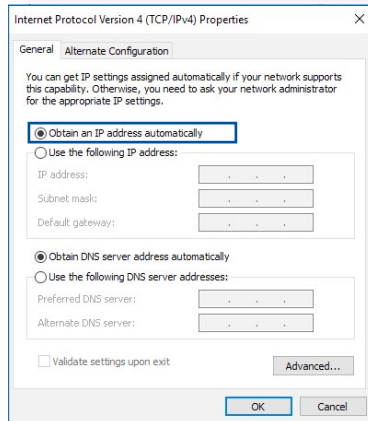 Internet Protocol Version 4 (TCP/IPv4) Properties
General
Alternate Configuration
You can get IP settings assigned automatically if your network supports
this capability. Otherwise, you need to ask your network administrator
for the appropriate IP settings.
Obtain an IP address automatically
Use the following IP address:
IP address:
Subnet mask:
Default gateway:
Obtain DNS server address automatically
Use the following DNS server addresses:
Preferred DNS server:
Alternate DNS server:
Validate settings upon exit
Advanced...
OK
Cancel